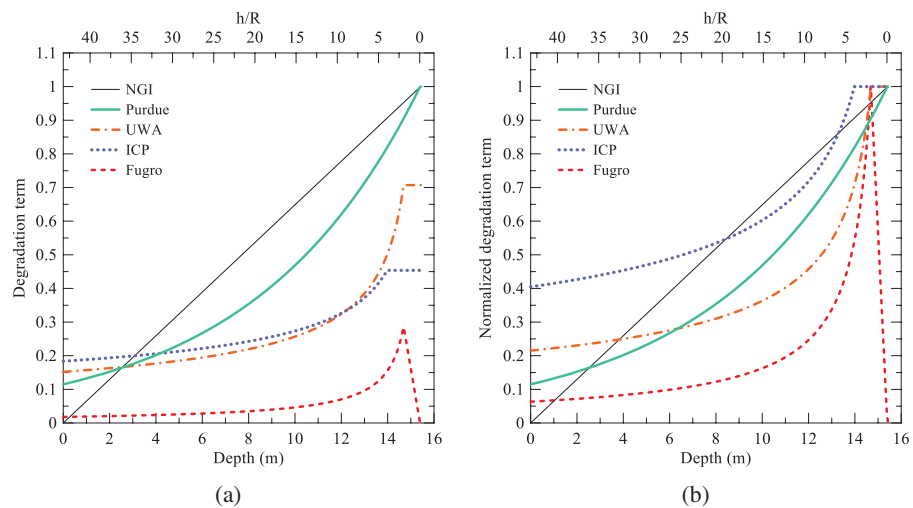 h/R
40 35 30 25 20 15 10 5 0
1.1
1
0.9
0.8
0.7
0.6
0.5
0.4
0.3
0.2
0.1
0
Degradation term
NGI
Purdue
UWA
ICP
Fugro
0 2 4 6 8 10 12 14 16
Depth (m)
(a)
h/R
40 35 30 25 20 15 10 5 0
1.1
1
0.9
0.8
0.7
0.6
0.5
0.4
0.3
0.2
0.1
0
Normalized degradation term
NGI
Purdue
UWA
ICP
Fugro
0 2 4 6 8 10 12 14 16
Depth (m)
(b)